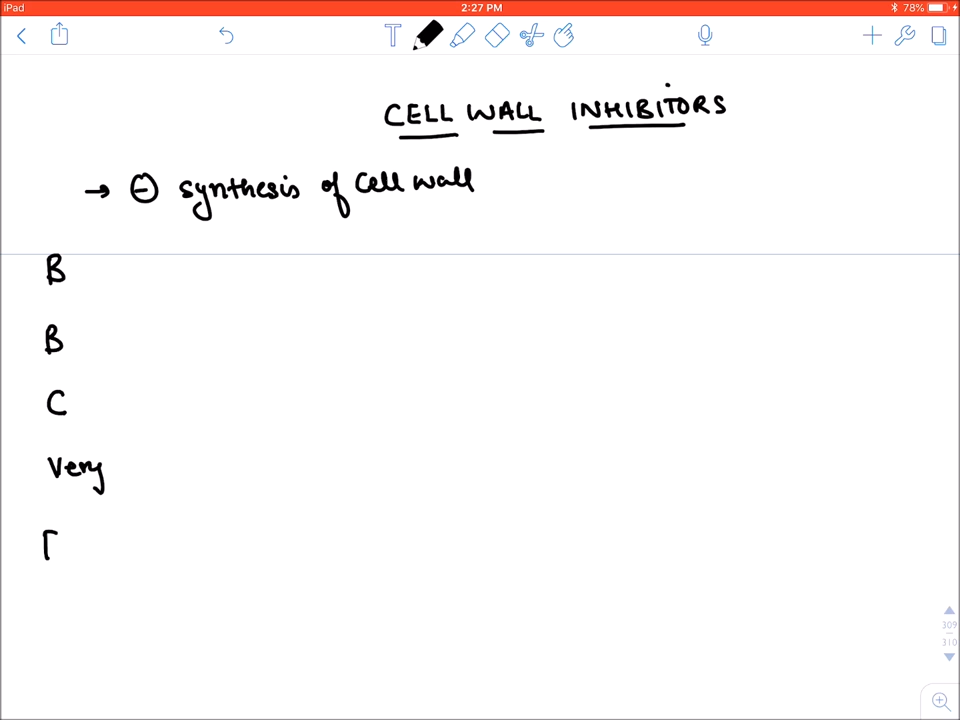 iPad 2:27 PM 78%
T
CELL WALL INHIBITORS
→ ⊖ synthesis of cell wall
B
B
C
Very
309
310